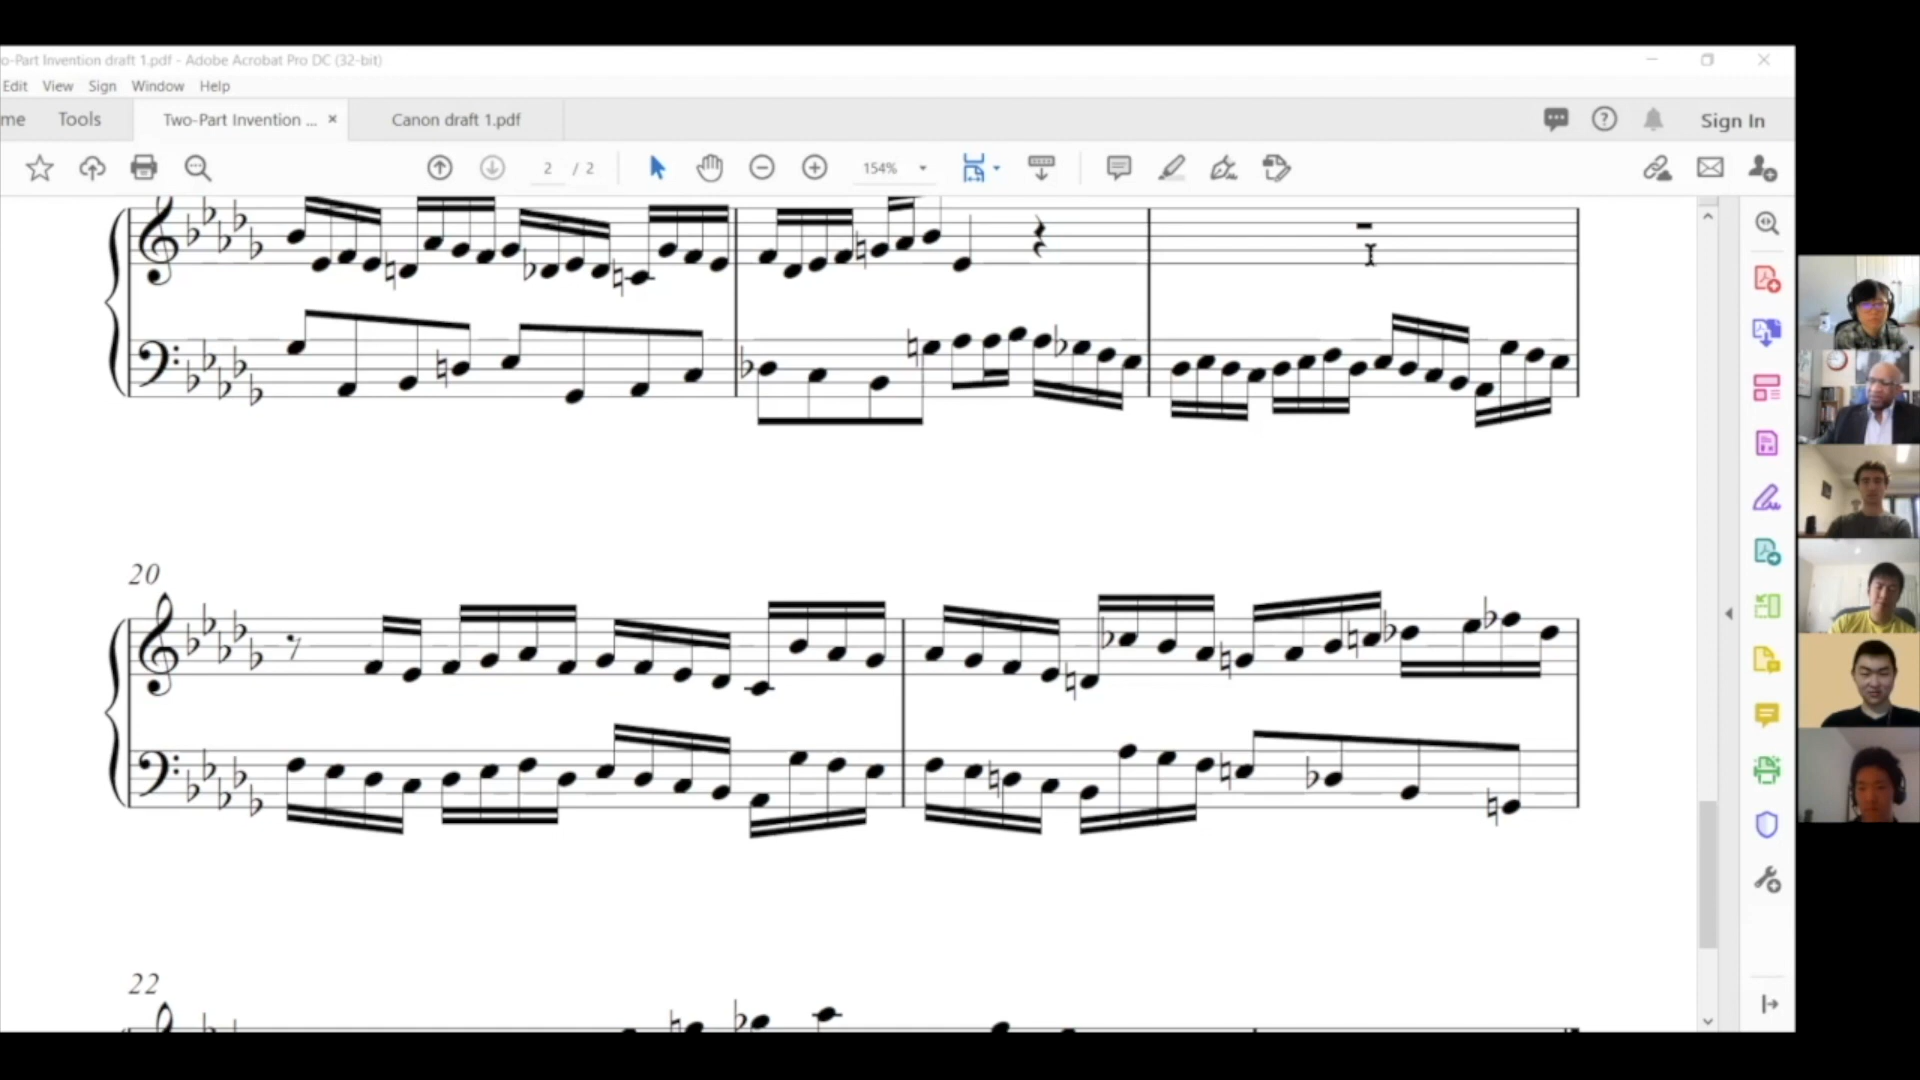 o-Part Invention draft 1.pdf - Adobe Acrobat Pro DC (32-bit)
Edit View Sign Window Help
me Tools Two-Part Invention ... × Canon draft 1.pdf Sign In
2 / 2 154%
20
22